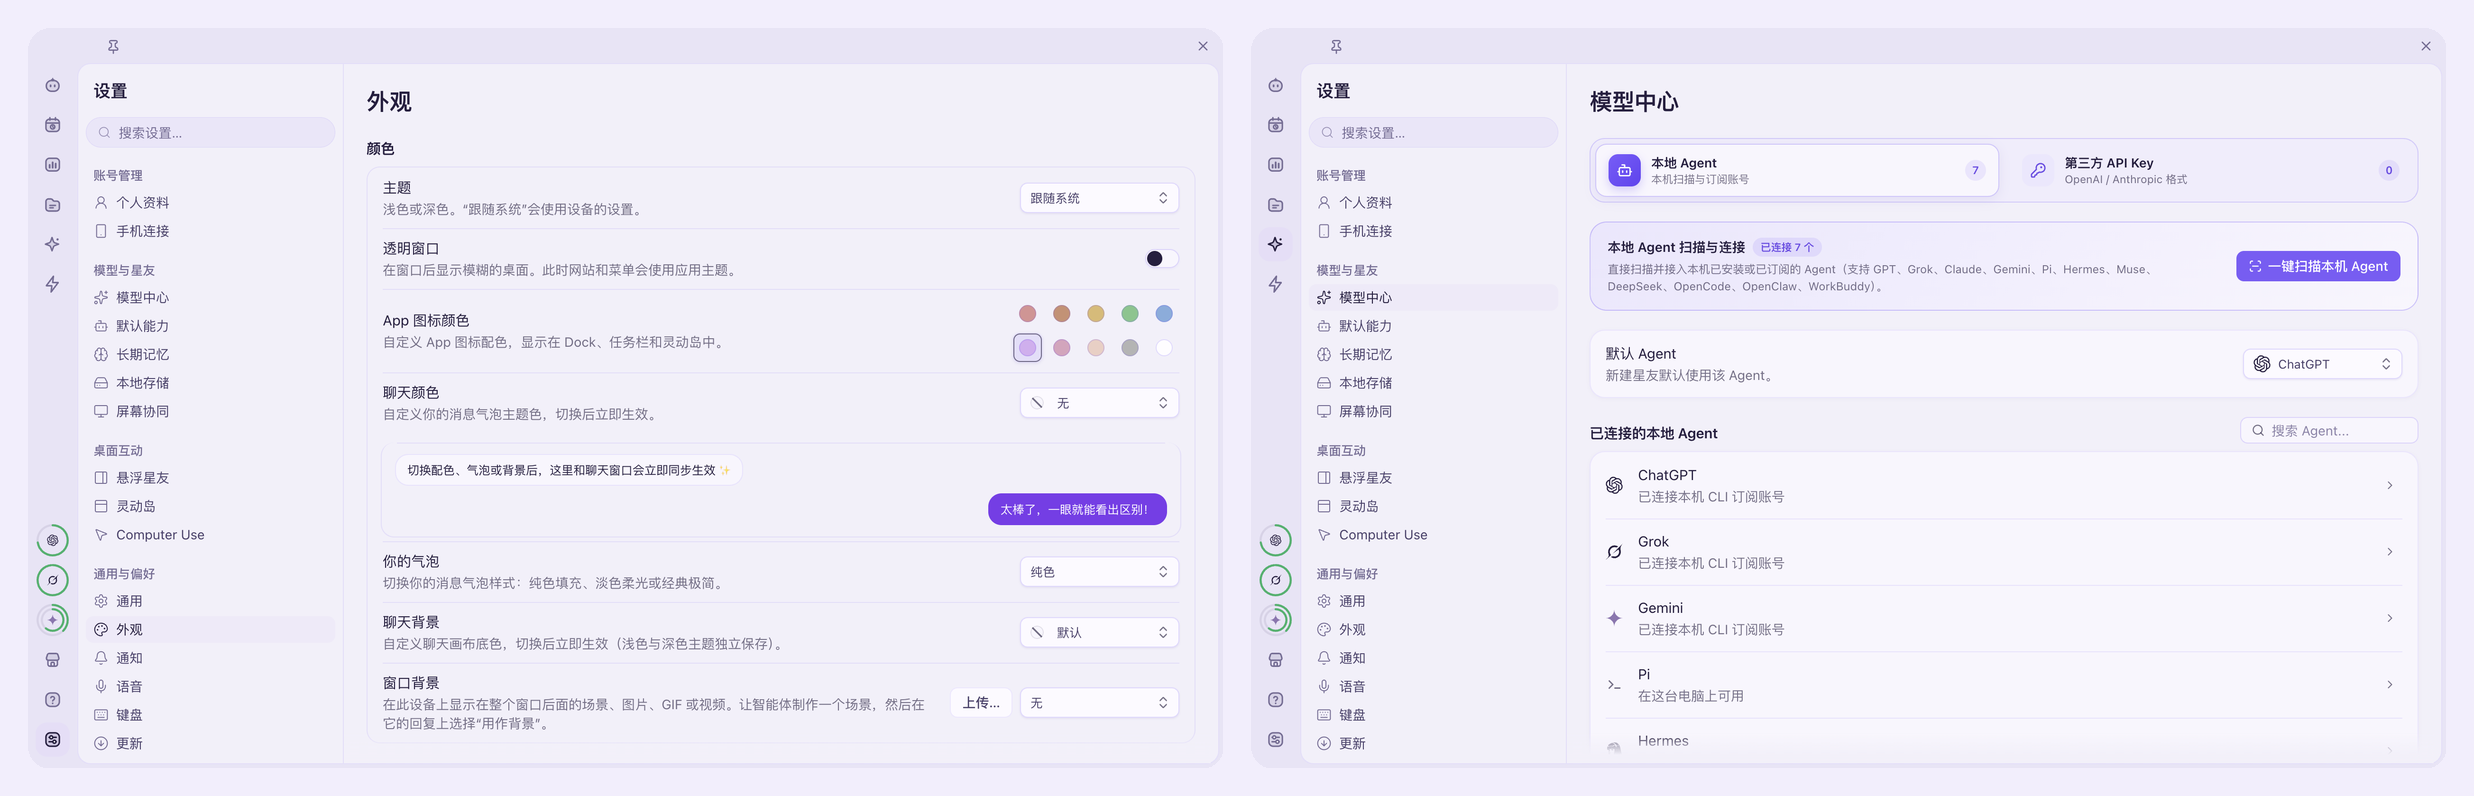 设置
搜索设置...
账号管理
个人资料
手机连接
模型与星友
模型中心
默认能力
长期记忆
本地存储
屏幕协同
桌面互动
悬浮星友
灵动岛
Computer Use
通用与偏好
通用
外观
通知
语音
键盘
更新
外观
颜色
主题
浅色或深色。“跟随系统”会使用设备的设置。
跟随系统
透明窗口
在窗口后显示模糊的桌面。此时网站和菜单会使用应用主题。
App 图标颜色
自定义 App 图标配色，显示在 Dock、任务栏和灵动岛中。
聊天颜色
自定义你的消息气泡主题色，切换后立即生效。
无
切换配色、气泡或背景后，这里和聊天窗口会立即同步生效 ✨
太棒了，一眼就能看出区别！
你的气泡
切换你的消息气泡样式：纯色填充、淡色柔光或经典极简。
纯色
聊天背景
自定义聊天画布底色，切换后立即生效（浅色与深色主题独立保存）。
默认
窗口背景
在此设备上显示在整个窗口后面的场景、图片、GIF 或视频。让智能体制作一个场景，然后在
它的回复上选择“用作背景”。
上传...
无
设置
搜索设置...
账号管理
个人资料
手机连接
模型与星友
模型中心
默认能力
长期记忆
本地存储
屏幕协同
桌面互动
悬浮星友
灵动岛
Computer Use
通用与偏好
通用
外观
通知
语音
键盘
更新
模型中心
本地 Agent
本机扫描与订阅账号
7
第三方 API Key
OpenAI / Anthropic 格式
0
本地 Agent 扫描与连接
已连接 7 个
直接扫描并接入本机已安装或已订阅的 Agent（支持 GPT、Grok、Claude、Gemini、Pi、Hermes、Muse、
DeepSeek、OpenCode、OpenClaw、WorkBuddy）。
一键扫描本机 Agent
默认 Agent
新建星友默认使用该 Agent。
ChatGPT
已连接的本地 Agent
搜索 Agent...
ChatGPT
已连接本机 CLI 订阅账号
Grok
已连接本机 CLI 订阅账号
Gemini
已连接本机 CLI 订阅账号
Pi
在这台电脑上可用
Hermes